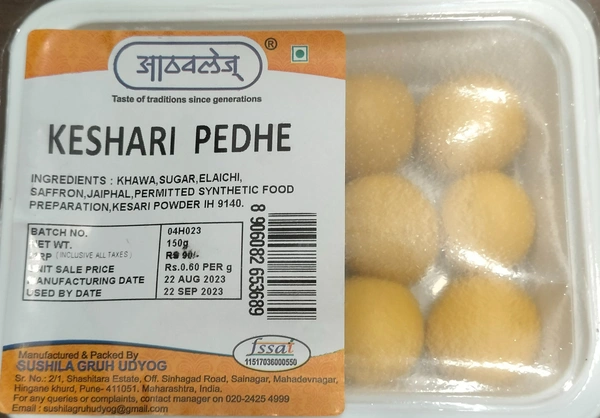 आठवलेज्
®
Taste of traditions since generations
KESHARI PEDHE
INGREDIENTS : KHAWA,SUGAR,ELAICHI,
SAFFRON,JAIPHAL,PERMITTED SYNTHETIC FOOD
PREPARATION,KESARI POWDER IH 9140.
BATCH NO. 04H023
NET WT. 150g
MRP (INCLUSIVE ALL TAXES) RS 90/-
UNIT SALE PRICE Rs.0.60 PER g
MANUFACTURING DATE 22 AUG 2023
USED BY DATE 22 SEP 2023
8 906082 663689
Manufactured & Packed By
SUSHILA GRUH UDYOG
Sr. No.: 2/1, Shashitara Estate, Off. Sinhagad Road, Sainagar, Mahadevnagar,
Hingane khurd, Pune- 411051. Maharashtra, India.
For any queries or complaints, contact manager on 020-2425 4999
Email : sushilagruhudyog@gmail.com
fssai
11517036000550